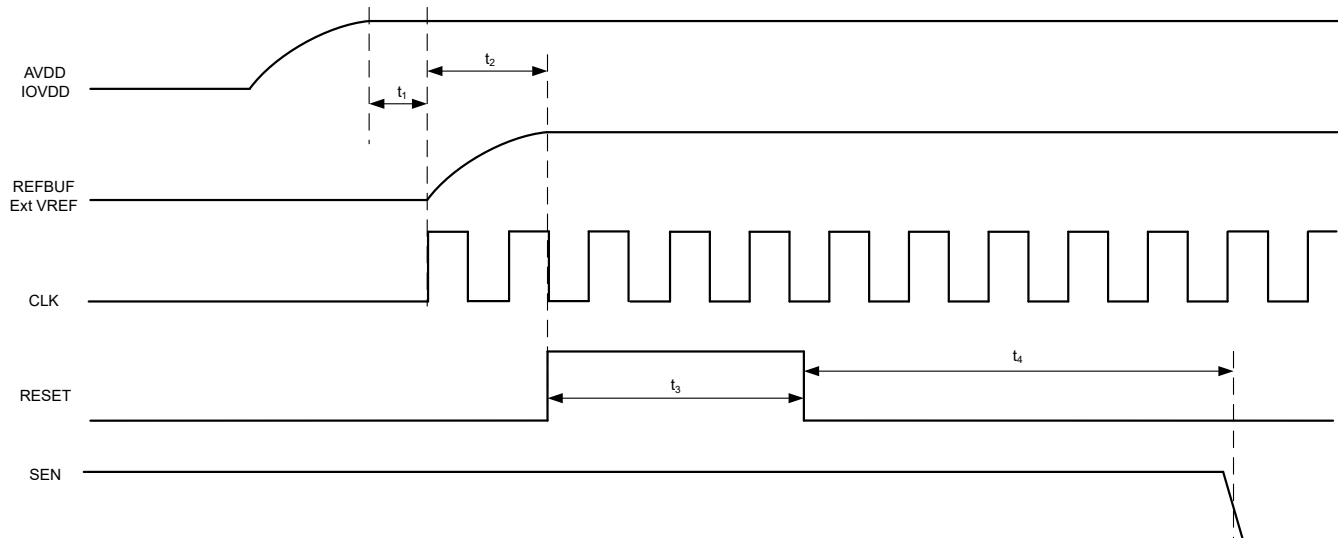 AVDD
IOVDD
t₂
t₁
REFBUF
Ext VREF
CLK
RESET
t₃
t₄
SEN